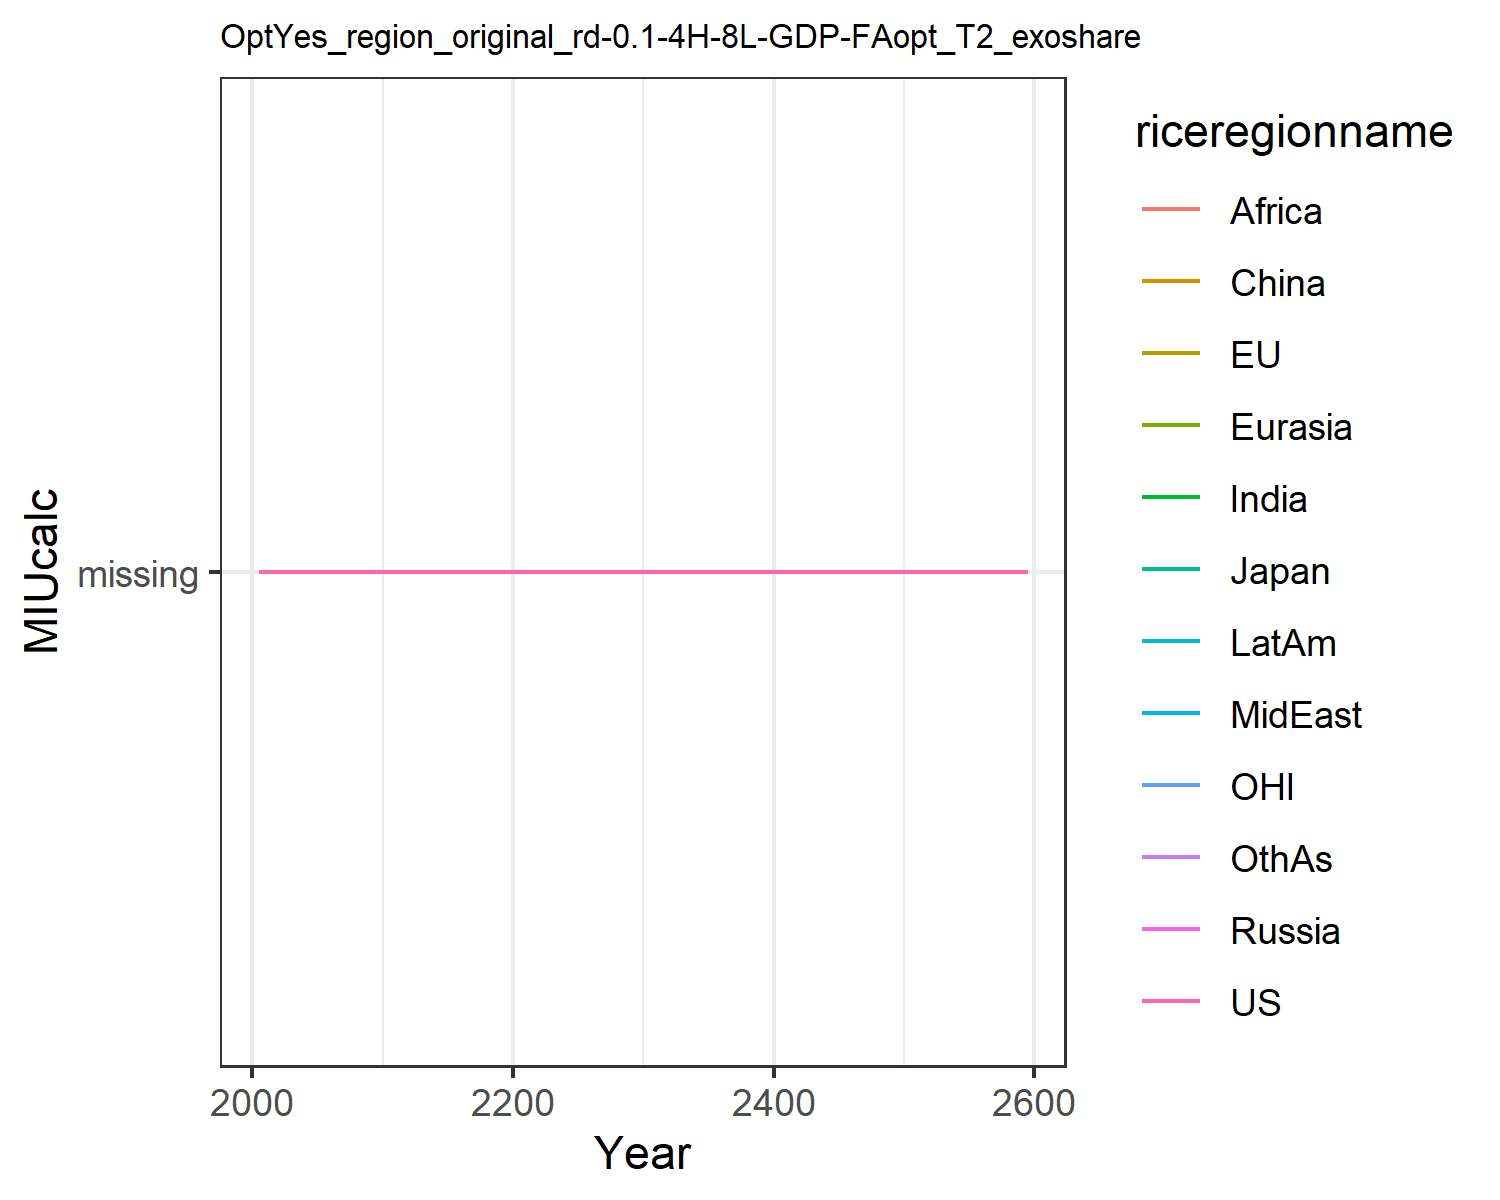 OptYes_region_original_rd-0.1-4H-8L-GDP-FAopt_T2_exoshare
MIUcalc
missing
2000 2200 2400 2600
Year
riceregionname
Africa
China
EU
Eurasia
India
Japan
LatAm
MidEast
OHI
OthAs
Russia
US